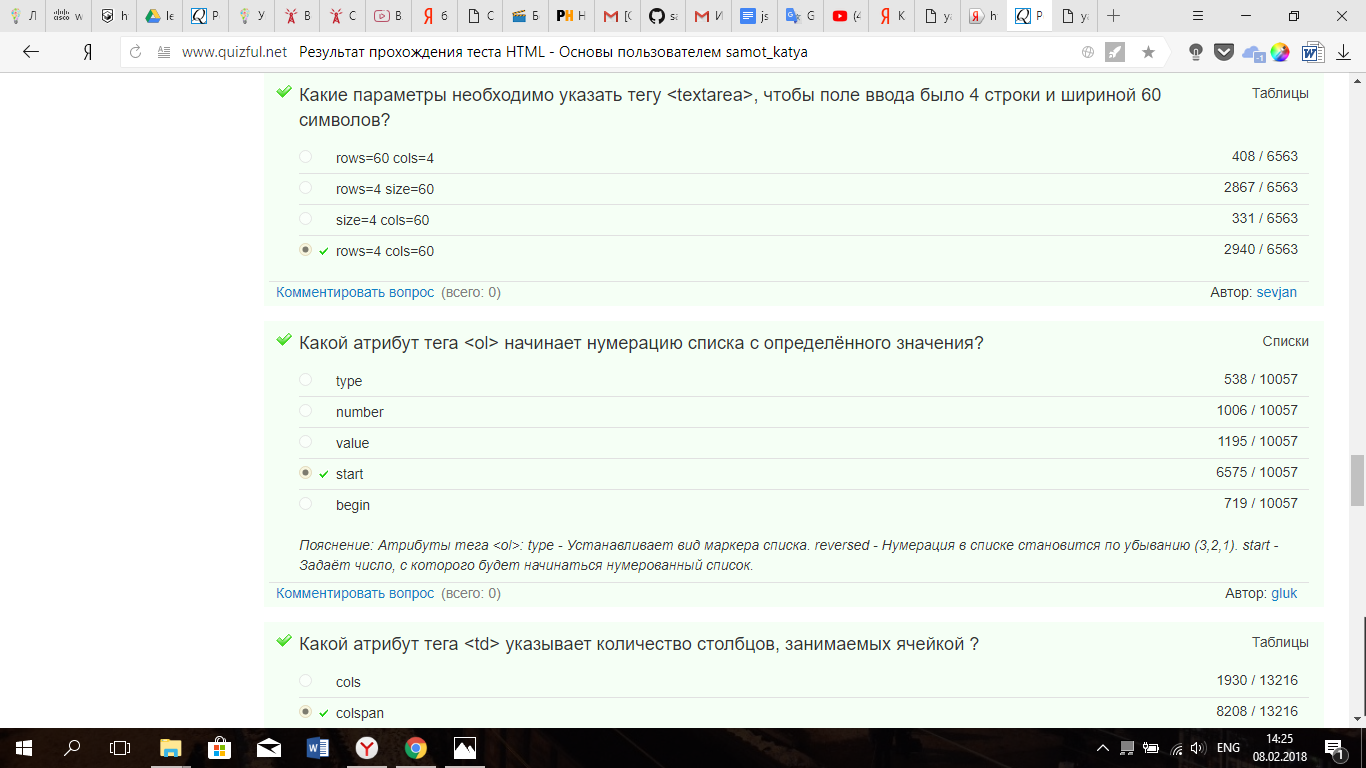 Л
w
h
le
P
У
В
С
В
б
С
Б
PH Н
[C
sa
И
js
G
(4
К
ya
h
P
ya
Я www.quizful.net Результат прохождения теста HTML - Основы пользователем samot_katya
-1
Какие параметры необходимо указать тегу <textarea>, чтобы поле ввода было 4 строки и шириной 60 Таблицы
символов?
rows=60 cols=4 408 / 6563
rows=4 size=60 2867 / 6563
size=4 cols=60 331 / 6563
rows=4 cols=60 2940 / 6563
Комментировать вопрос (всего: 0) Автор: sevjan
Какой атрибут тега <ol> начинает нумерацию списка с определённого значения? Списки
type 538 / 10057
number 1006 / 10057
value 1195 / 10057
start 6575 / 10057
begin 719 / 10057
Пояснение: Атрибуты тега <ol>: type - Устанавливает вид маркера списка. reversed - Нумерация в списке становится по убыванию (3,2,1). start -
Задаёт число, с которого будет начинаться нумерованный список.
Комментировать вопрос (всего: 0) Автор: gluk
Какой атрибут тега <td> указывает количество столбцов, занимаемых ячейкой ? Таблицы
cols 1930 / 13216
colspan 8208 / 13216
ENG
14:25
08.02.2018
1